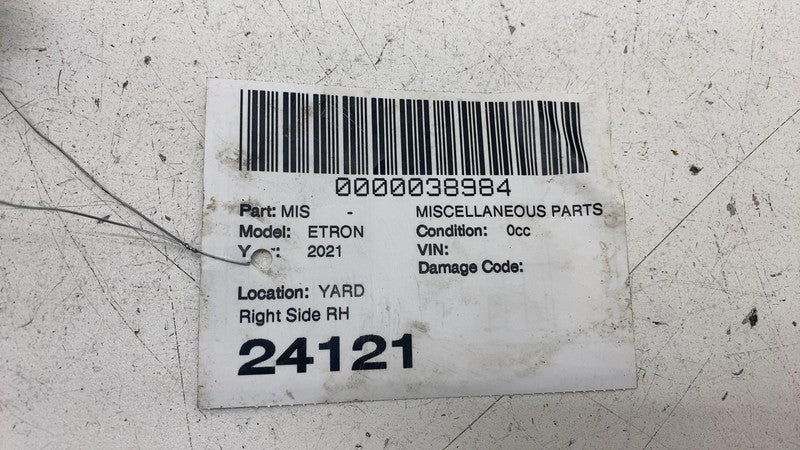 0000038984
Part: MIS - MISCELLANEOUS PARTS
Model: ETRON Condition: 0cc
2021 VIN:
Damage Code:
Location: YARD
Right Side RH
24121